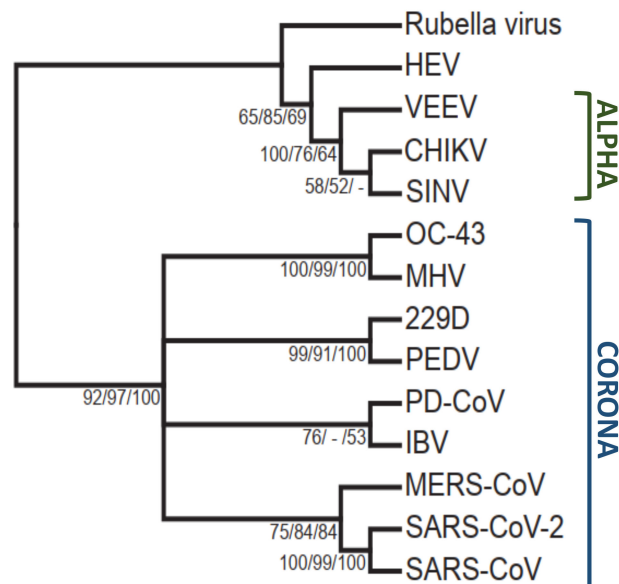 Rubella virus
HEV
65/85/69
VEEV
100/76/64
CHIKV
58/52/ -
SINV
ALPHA
OC-43
100/99/100
MHV
229D
99/91/100
PEDV
92/97/100
PD-CoV
76/ - /53
IBV
MERS-CoV
75/84/84
SARS-CoV-2
100/99/100
SARS-CoV
CORONA